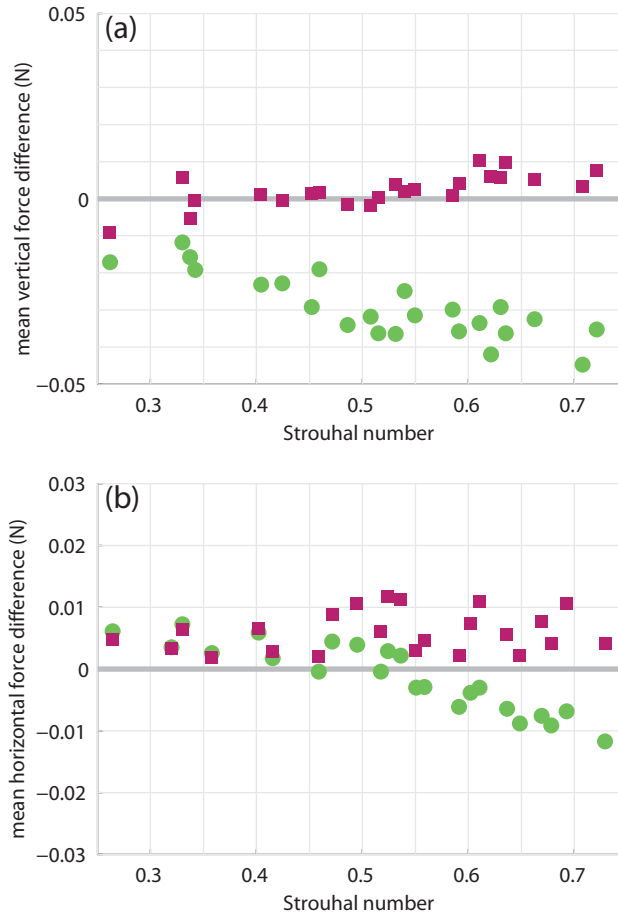 (a)
0.05
0
−0.05
mean vertical force difference (N)
0.3 0.4 0.5 0.6 0.7
Strouhal number
(b)
0.03
0.02
0.01
0
−0.01
−0.02
−0.03
mean horizontal force difference (N)
0.3 0.4 0.5 0.6 0.7
Strouhal number